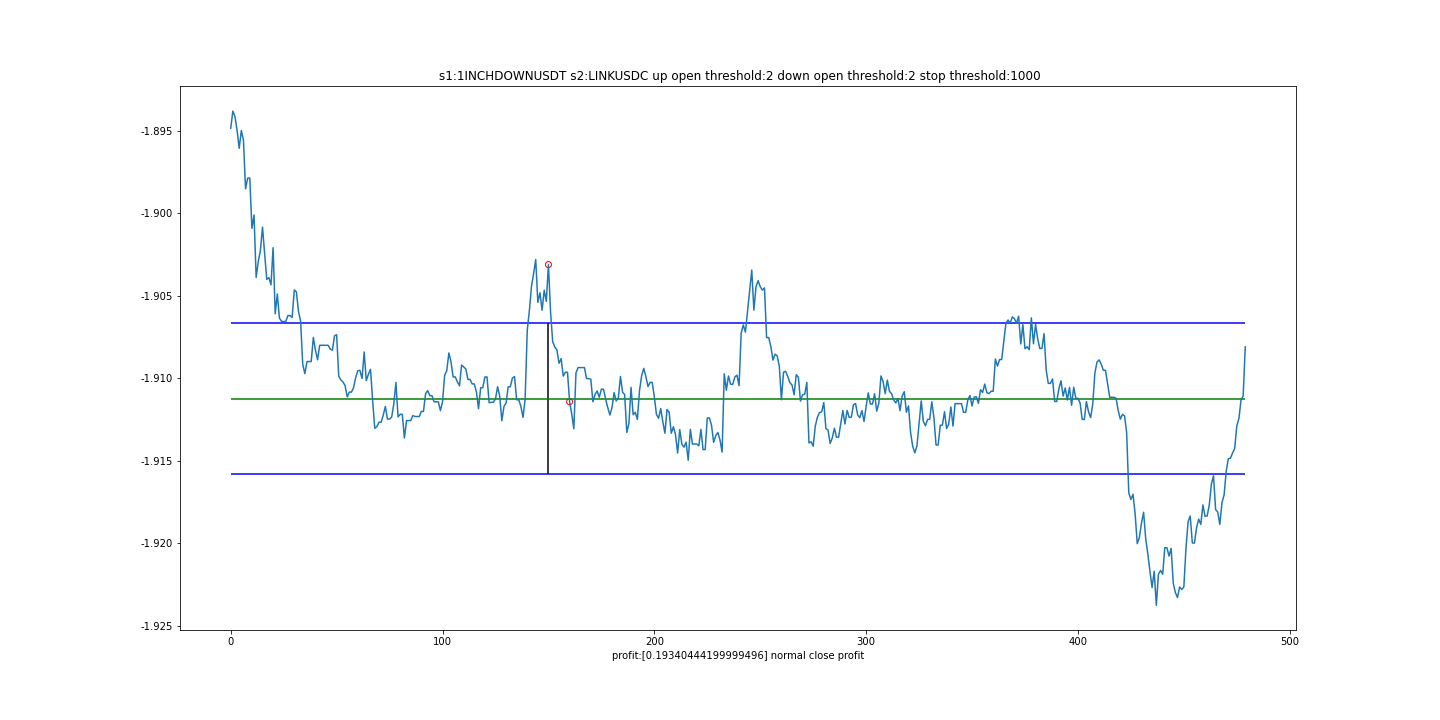 s1:1INCHDOWNUSDT s2:LINKUSDC up open threshold:2 down open threshold:2 stop threshold:1000
-1.895
-1.900
-1.905
-1.910
-1.915
-1.920
-1.925
0 100 200 300 400 500
profit:[0.19340444199999496] normal close profit